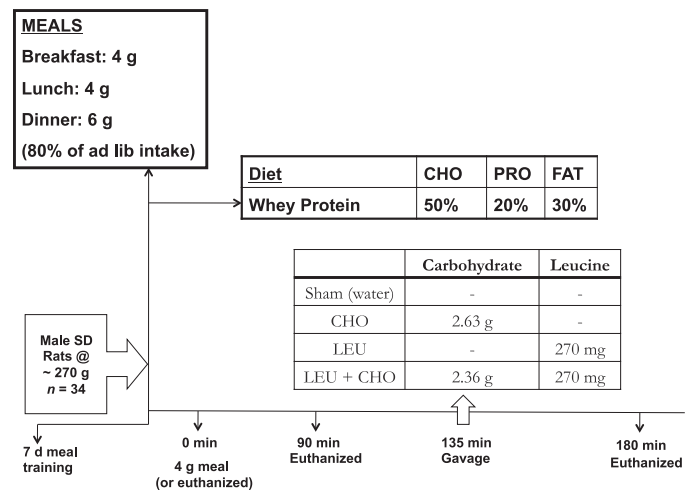 MEALS
Breakfast: 4 g
Lunch: 4 g
Dinner: 6 g
(80% of ad lib intake)
Diet CHO PRO FAT
Whey Protein 50% 20% 30%
Carbohydrate Leucine
Sham (water) - -
CHO 2.63 g -
LEU - 270 mg
LEU + CHO 2.36 g 270 mg
Male SD
Rats @
~ 270 g
n = 34
7 d meal
training
0 min
4 g meal
(or euthanized)
90 min
Euthanized
135 min
Gavage
180 min
Euthanized